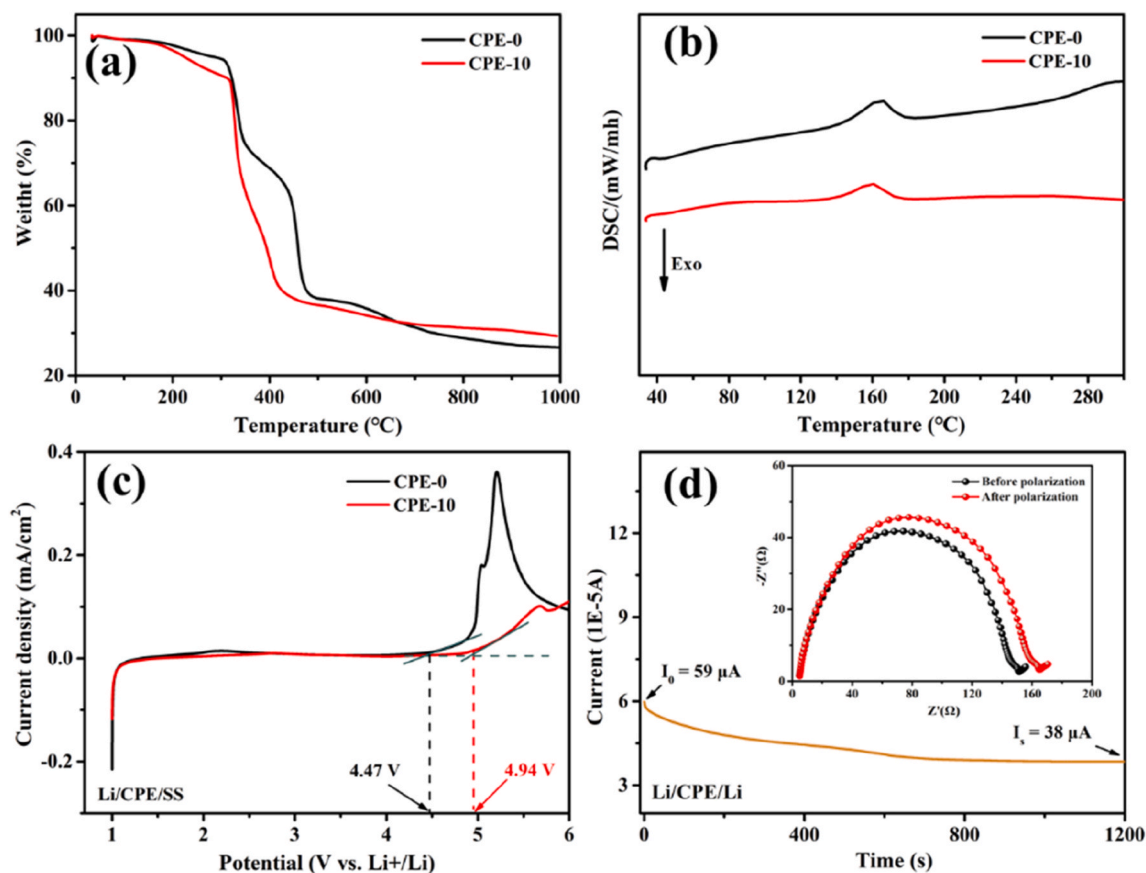 (a)
CPE-0
CPE-10
Weitht (%)
100
80
60
40
20
0 200 400 600 800 1000
Temperature (℃)
(b)
CPE-0
CPE-10
DSC/(mW/mh)
Exo
40 80 120 160 200 240 280
Temperature (℃)
(c)
CPE-0
CPE-10
Current density (mA/cm²)
0.4
0.2
0.0
-0.2
4.47 V
4.94 V
Li/CPE/SS
1 2 3 4 5 6
Potential (V vs. Li+/Li)
(d)
Current (1E-5A)
12
9
6
3
Before polarization
After polarization
-Z''(Ω)
60
40
20
0
0 40 80 120 160 200
Z'(Ω)
I₀ = 59 μA
Iₛ = 38 μA
Li/CPE/Li
0 400 800 1200
Time (s)